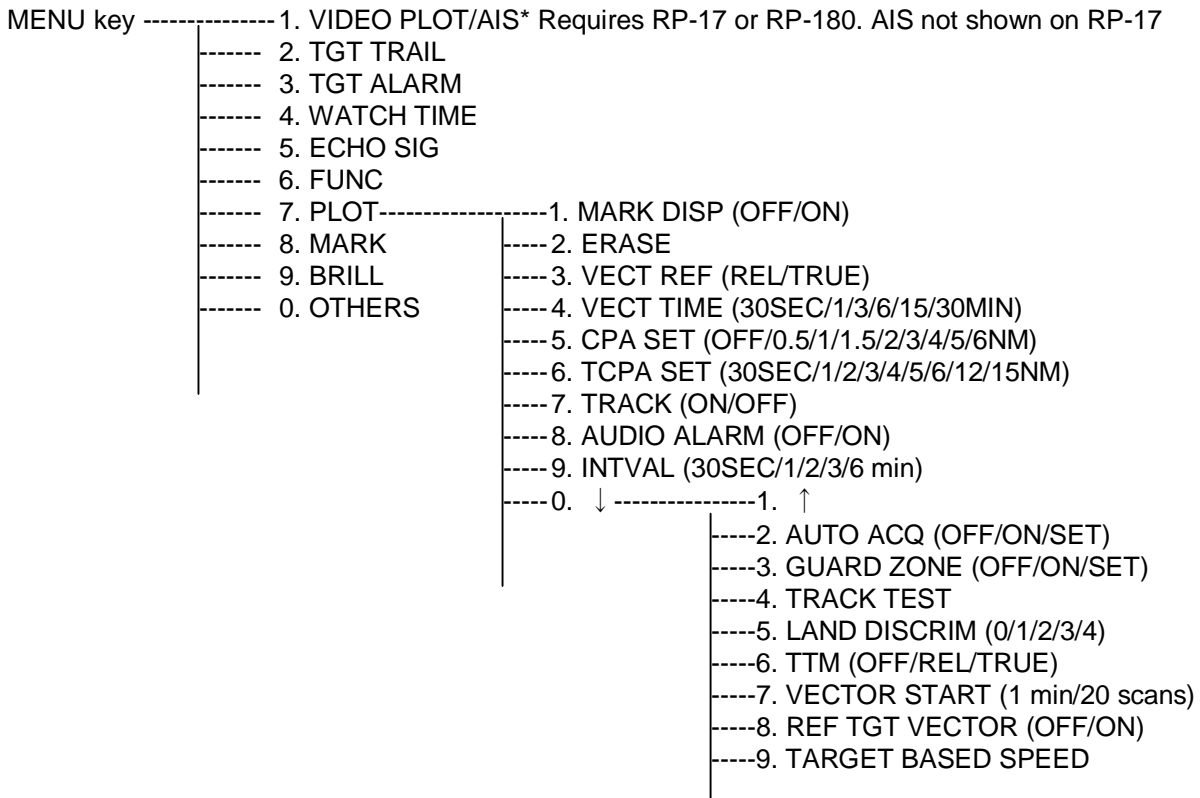 MENU key ---------------1. VIDEO PLOT/AIS* Requires RP-17 or RP-180. AIS not shown on RP-17
------- 2. TGT TRAIL
------- 3. TGT ALARM
------- 4. WATCH TIME
------- 5. ECHO SIG
------- 6. FUNC
------- 7. PLOT-------------------1. MARK DISP (OFF/ON)
------- 8. MARK -----2. ERASE
------- 9. BRILL -----3. VECT REF (REL/TRUE)
------- 0. OTHERS -----4. VECT TIME (30SEC/1/3/6/15/30MIN)
-----5. CPA SET (OFF/0.5/1/1.5/2/3/4/5/6NM)
-----6. TCPA SET (30SEC/1/2/3/4/5/6/12/15NM)
-----7. TRACK (ON/OFF)
-----8. AUDIO ALARM (OFF/ON)
-----9. INTVAL (30SEC/1/2/3/6 min)
-----0. ↓ ----------------1. ↑
-----2. AUTO ACQ (OFF/ON/SET)
-----3. GUARD ZONE (OFF/ON/SET)
-----4. TRACK TEST
-----5. LAND DISCRIM (0/1/2/3/4)
-----6. TTM (OFF/REL/TRUE)
-----7. VECTOR START (1 min/20 scans)
-----8. REF TGT VECTOR (OFF/ON)
-----9. TARGET BASED SPEED